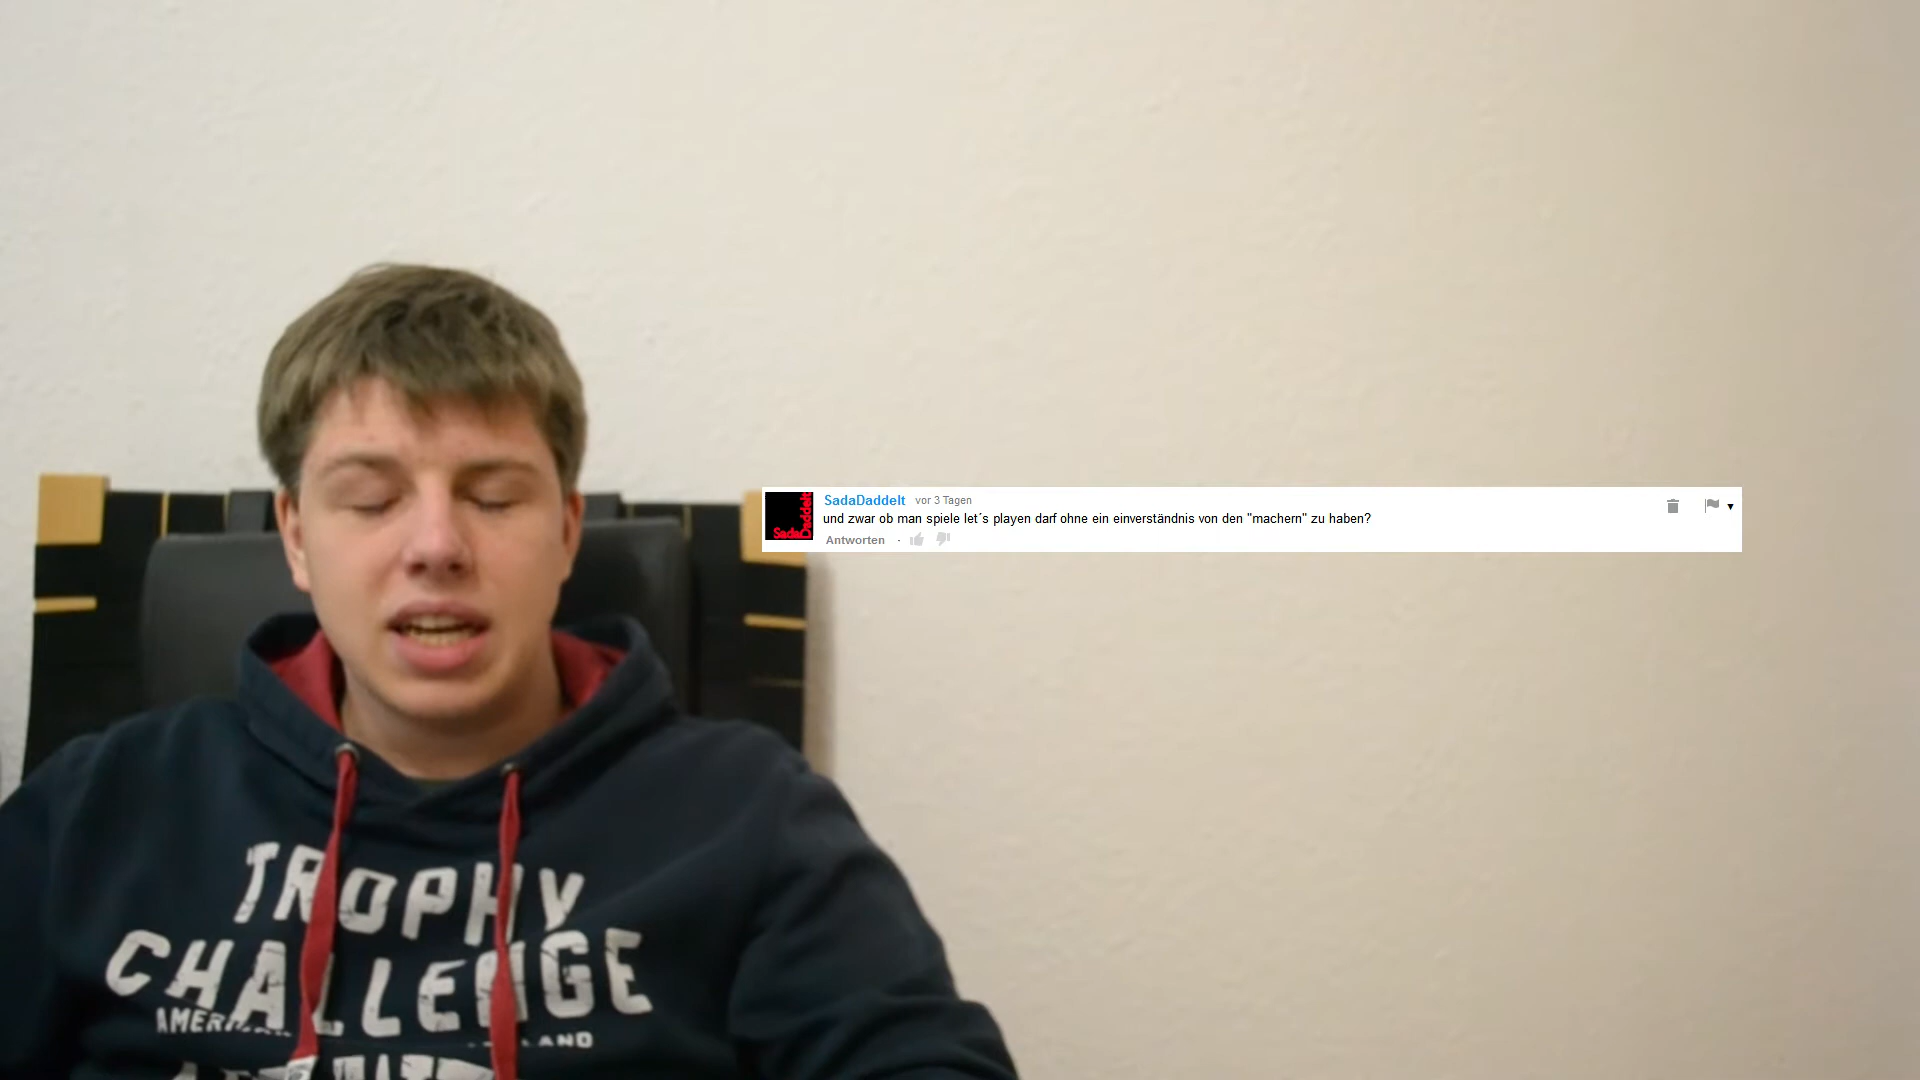 SadaDaddelt vor 3 Tagen
und zwar ob man spiele let´s playen darf ohne ein einverständnis von den "machern" zu haben?
Antworten ·
SadaDaddelt
TROPHY
CHALLENGE